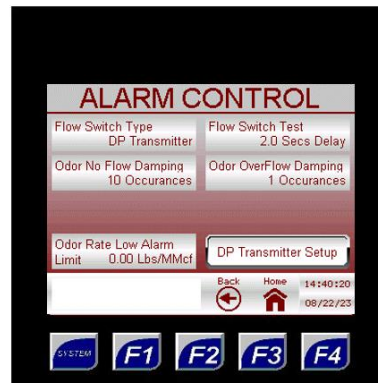 ALARM CONTROL
Flow Switch Type
DP Transmitter
Flow Switch Test
2.0 Secs Delay
Odor No Flow Damping
10 Occurances
Odor OverFlow Damping
1 Occurances
Odor Rate Low Alarm
Limit 0.00 Lbs/MMcf
DP Transmitter Setup
Back
Home
14:40:20
08/22/23
SYSTEM
F1
F2
F3
F4